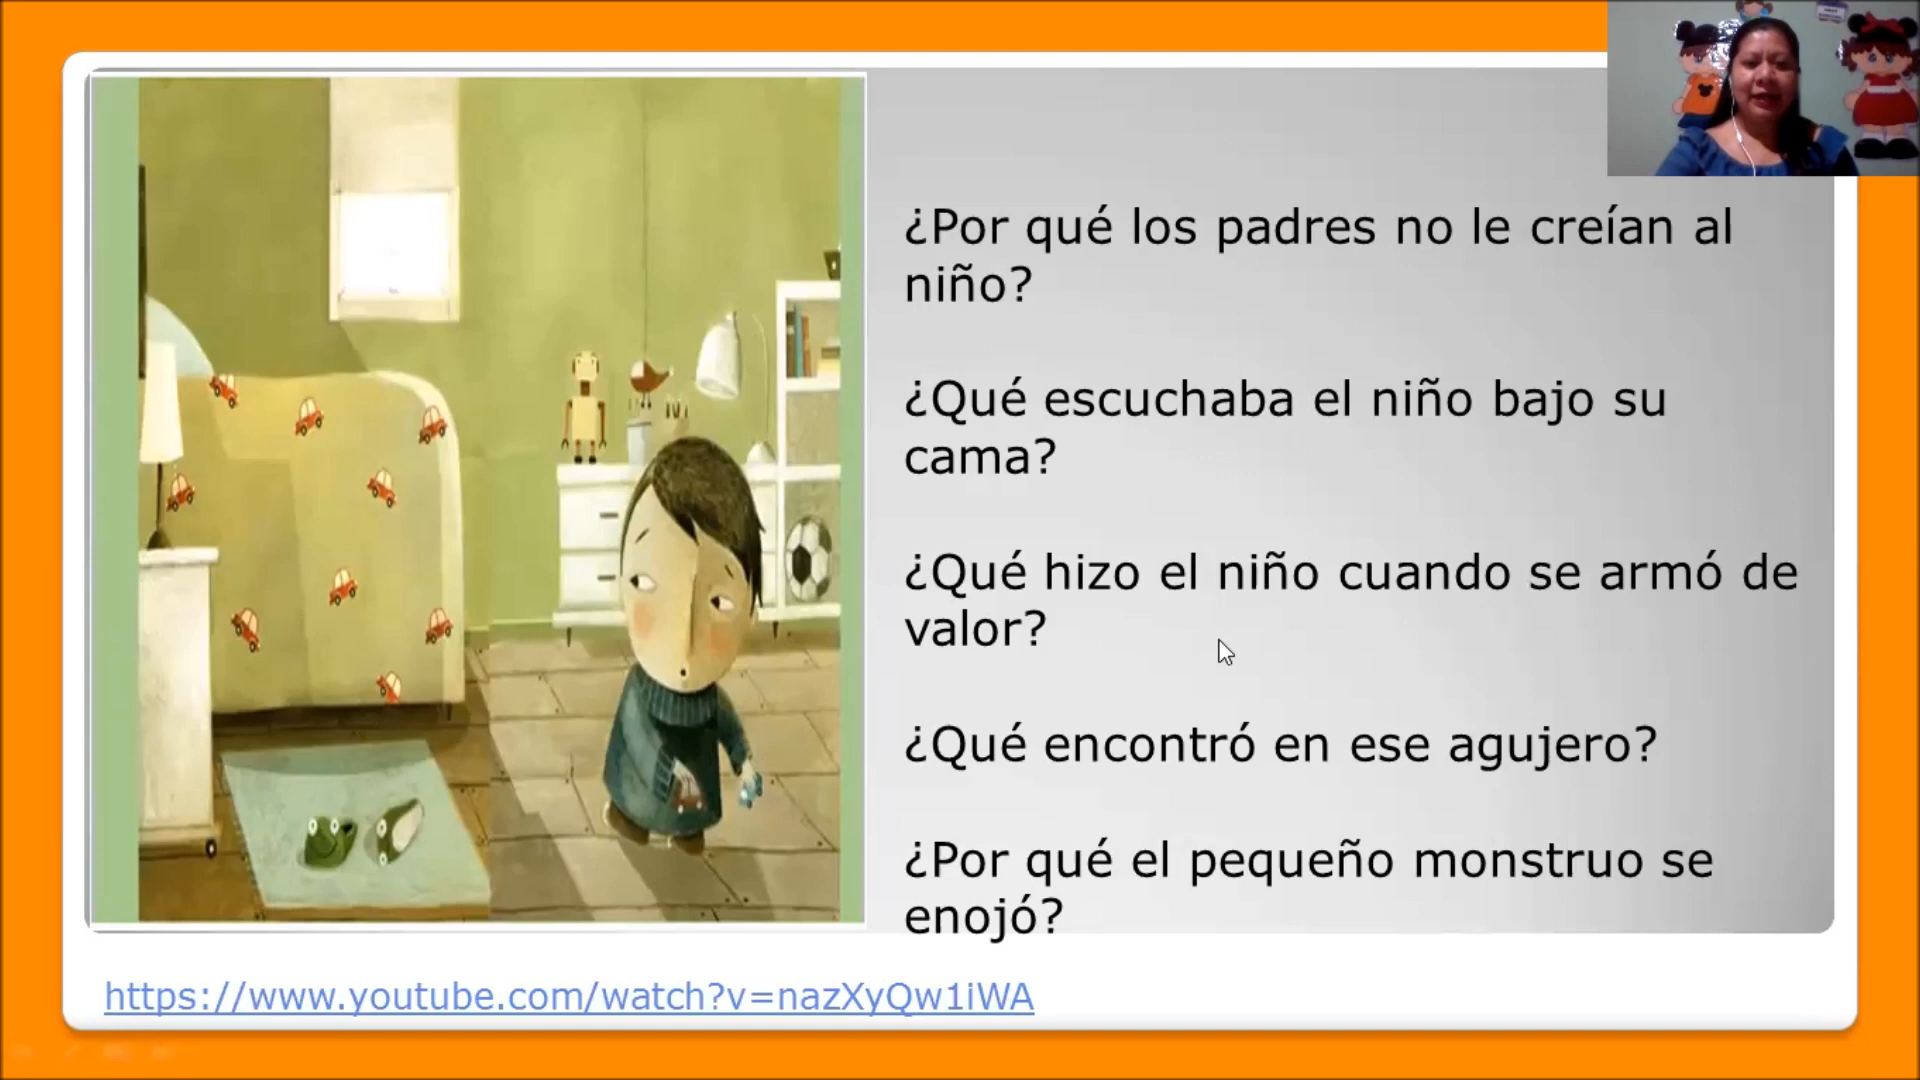 ¿Por qué los padres no le creían al
niño?
¿Qué escuchaba el niño bajo su
cama?
¿Qué hizo el niño cuando se armó de
valor?
¿Qué encontró en ese agujero?
¿Por qué el pequeño monstruo se
enojó?
https://www.youtube.com/watch?v=nazXyQw1iWA